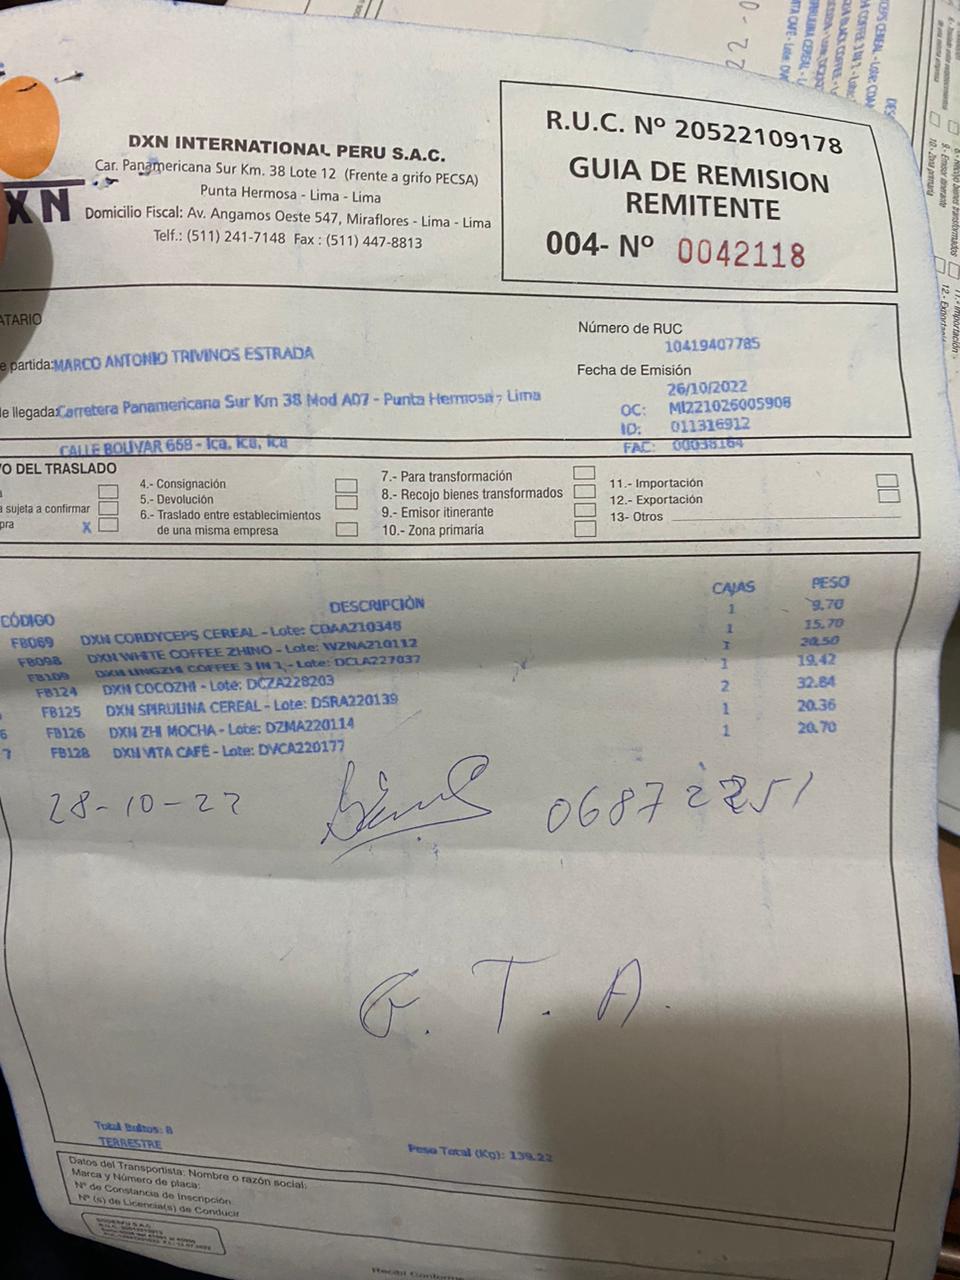 XN
DXN INTERNATIONAL PERU S.A.C.
Car. Panamericana Sur Km. 38 Lote 12 (Frente a grifo PECSA)
Punta Hermosa - Lima - Lima
Domicilio Fiscal: Av. Angamos Oeste 547, Miraflores - Lima - Lima
Telf.: (511) 241-7148 Fax : (511) 447-8813
R.U.C. Nº 20522109178
GUIA DE REMISION
REMITENTE
004- Nº 0042118
ATARIO
e partida: MARCO ANTONIO TRIVINOS ESTRADA
de llegada: Carretera Panamericana Sur Km 38 Mod A07 - Punta Hermosa - Lima
CALLE BOLIVAR 668 - Ica, Ica, Ica
Número de RUC
10419407785
Fecha de Emisión
26/10/2022
OC: MIZ21026005908
ID: 011316912
FAC: 00038164
O DEL TRASLADO
a sujeta a confirmar
pra X
4.- Consignación
5.- Devolución
6.- Traslado entre establecimientos
de una misma empresa
7.- Para transformación
8.- Recojo bienes transformados
9.- Emisor itinerante
10.- Zona primaria
11.- Importación
12.- Exportación
13- Otros
CÓDIGO DESCRIPCIÓN CAJAS PESO
FB069 DXN CORDYCEPS CEREAL - Lote: CDAA210348 1 9.70
FB098 DXN WHITE COFFEE ZHINO - Lote: WZNA210112 1 15.70
FB109 DXN LINGZHI COFFEE 3 IN 1 - Lote: DCLA227037 1 20.50
FB124 DXN COCOZHI - Lote: DCZA228203 1 19.42
FB125 DXN SPIRULINA CEREAL - Lote: DSRA220139 2 32.84
6 FB126 DXN ZHI MOCHA - Lote: DZMA220114 1 20.36
7 FB128 DXN VITA CAFÉ - Lote: DVCA220177 1 20.70
28-10-22
G. T. A.
Total Bultos: 8
TERRESTRE
Peso Total (Kg): 139.22
Datos del Transportista: Nombre o razón social:
Marca y Número de placa:
Nº de Constancia de Inscripción
Nº (s) de Licencia(s) de Conducir